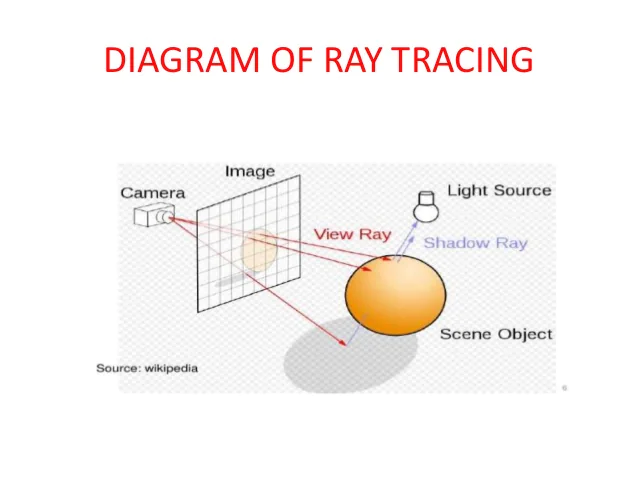 DIAGRAM OF RAY TRACING
Image
Camera
Light Source
View Ray
Shadow Ray
Scene Object
Source: wikipedia